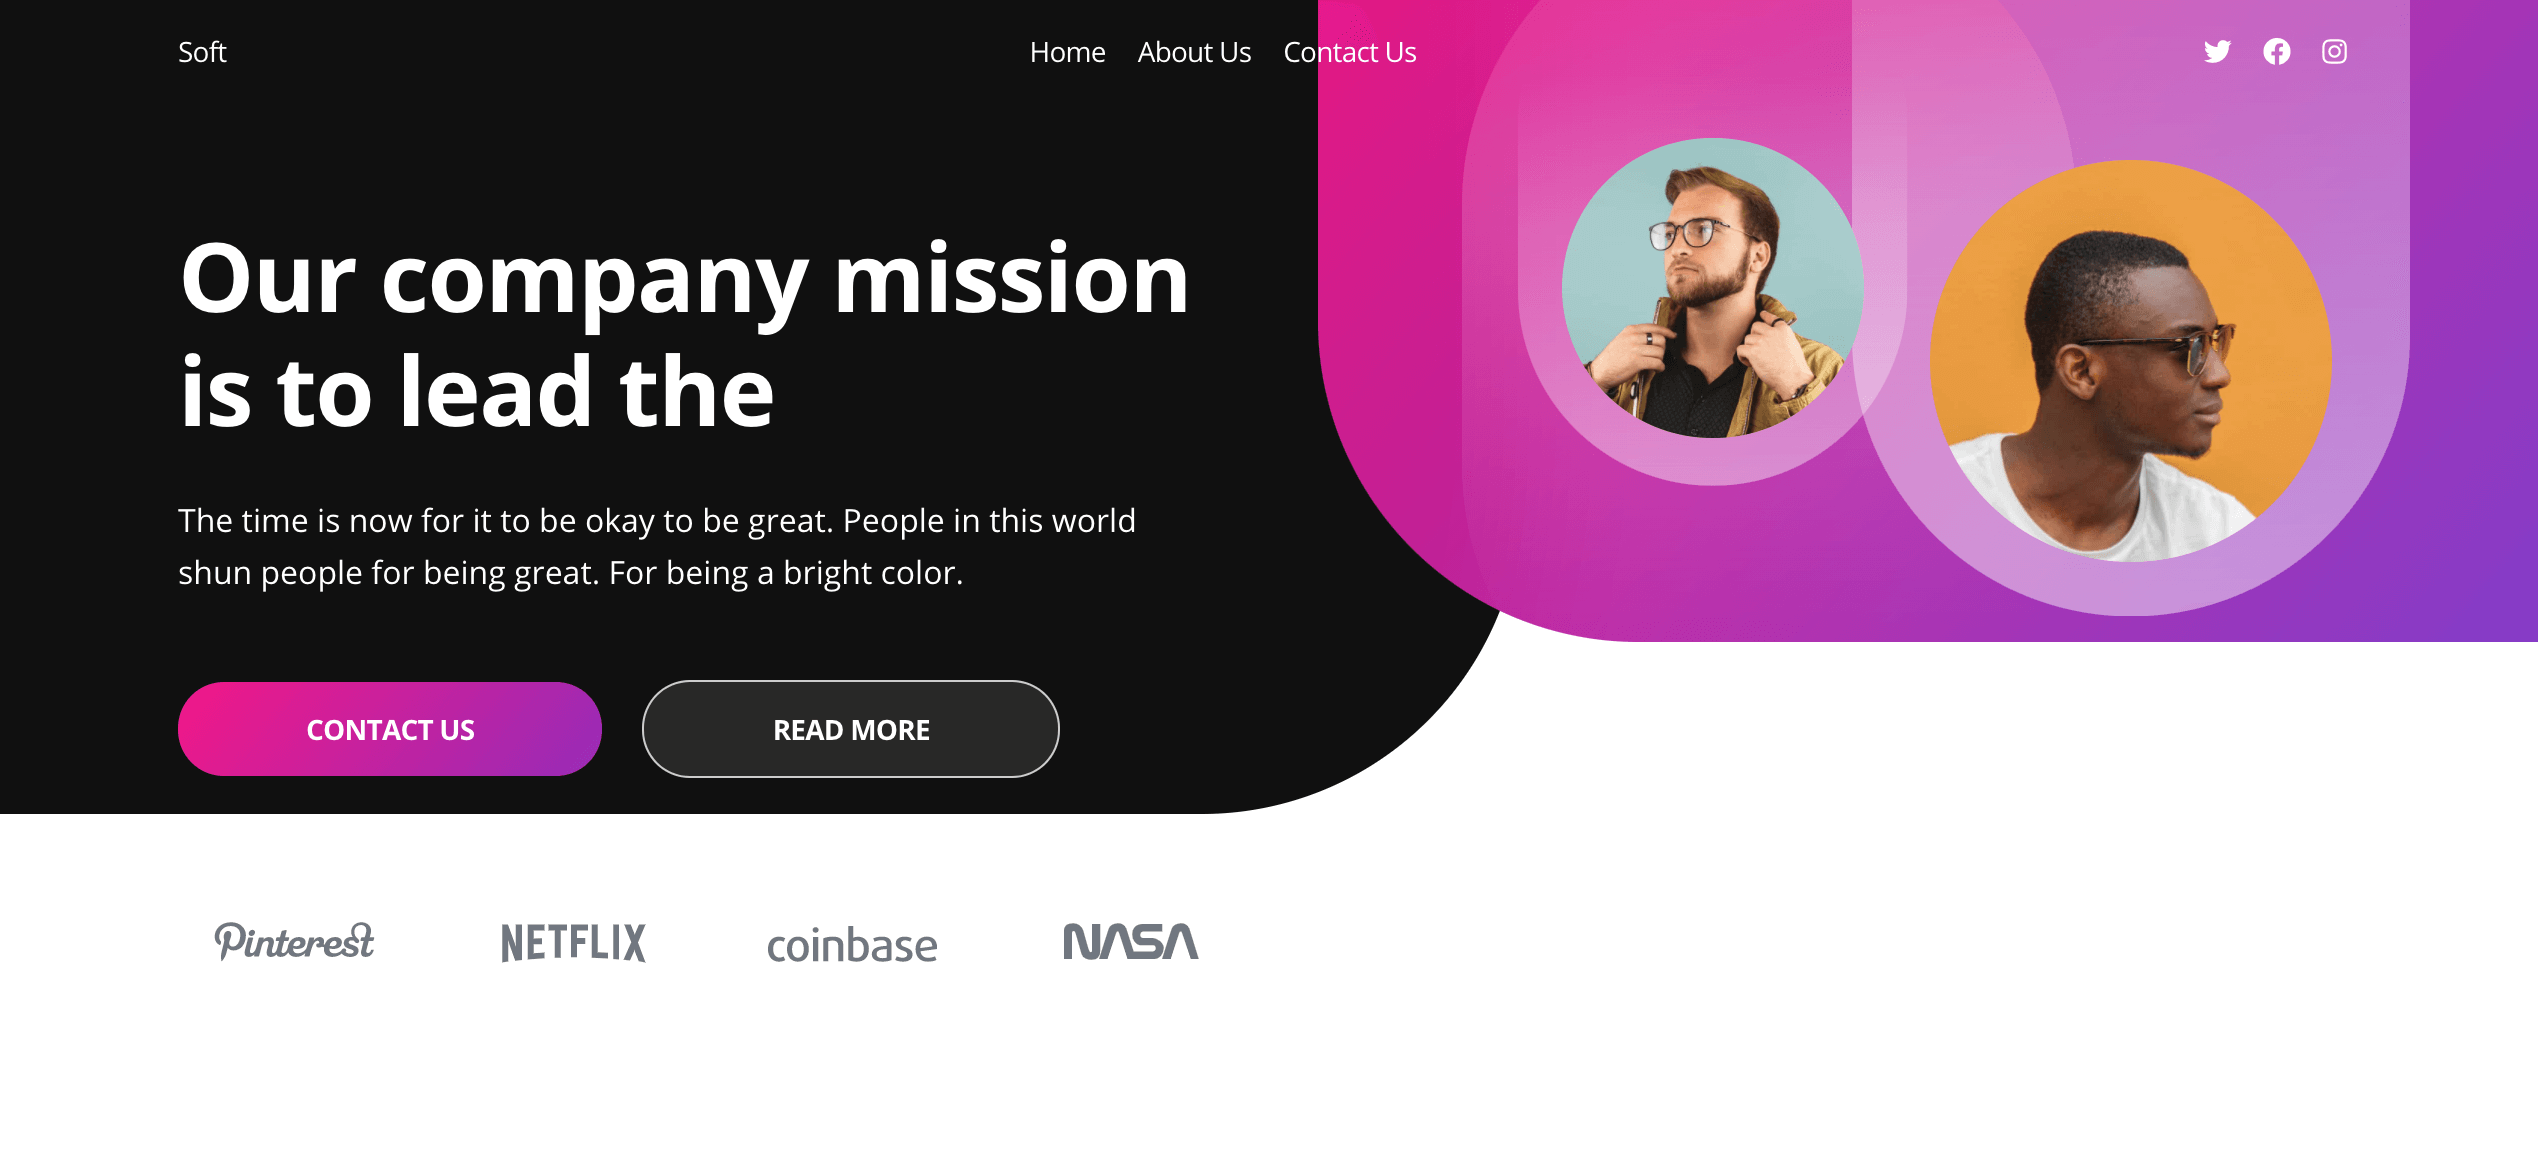 Soft
Home
About Us
Contact Us
Our company mission
is to lead the
The time is now for it to be okay to be great. People in this world
shun people for being great. For being a bright color.
CONTACT US
READ MORE
Pinterest
NETFLIX
coinbase
NASA